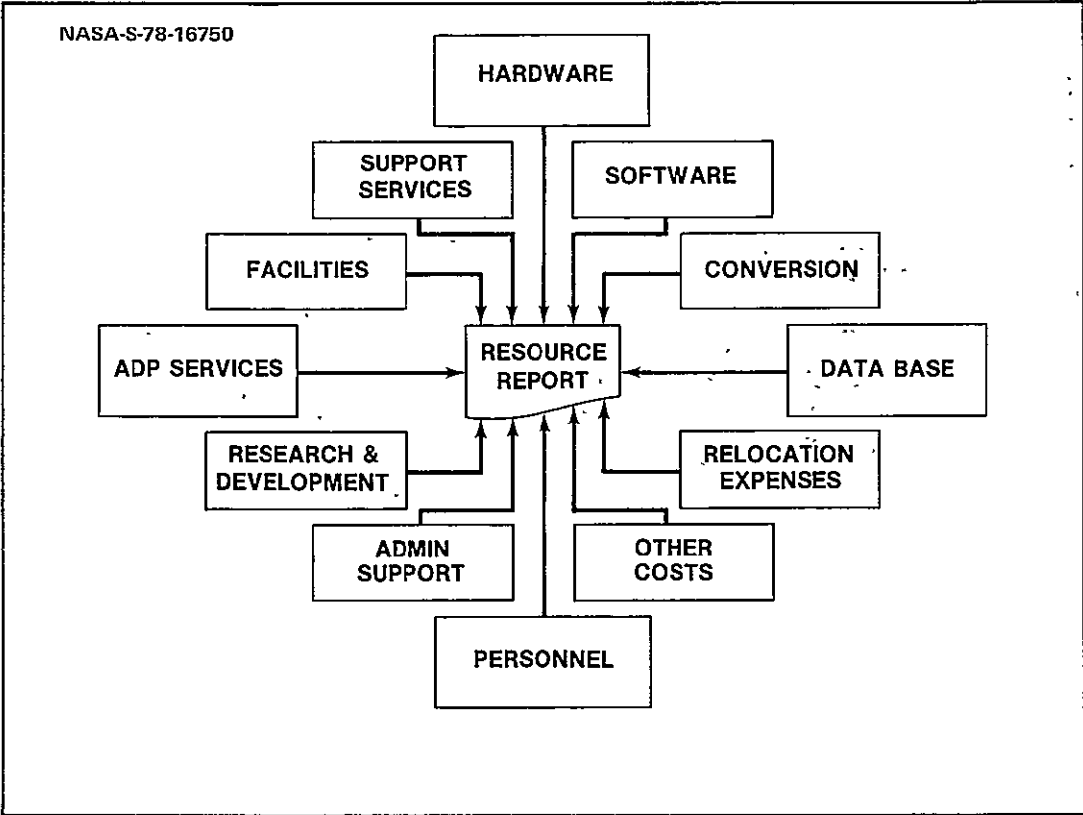 NASA-S-78-16750
HARDWARE
SUPPORT
SERVICES
SOFTWARE
FACILITIES
CONVERSION
ADP SERVICES
RESOURCE
REPORT
DATA BASE
RESEARCH &
DEVELOPMENT
RELOCATION
EXPENSES
ADMIN
SUPPORT
OTHER
COSTS
PERSONNEL